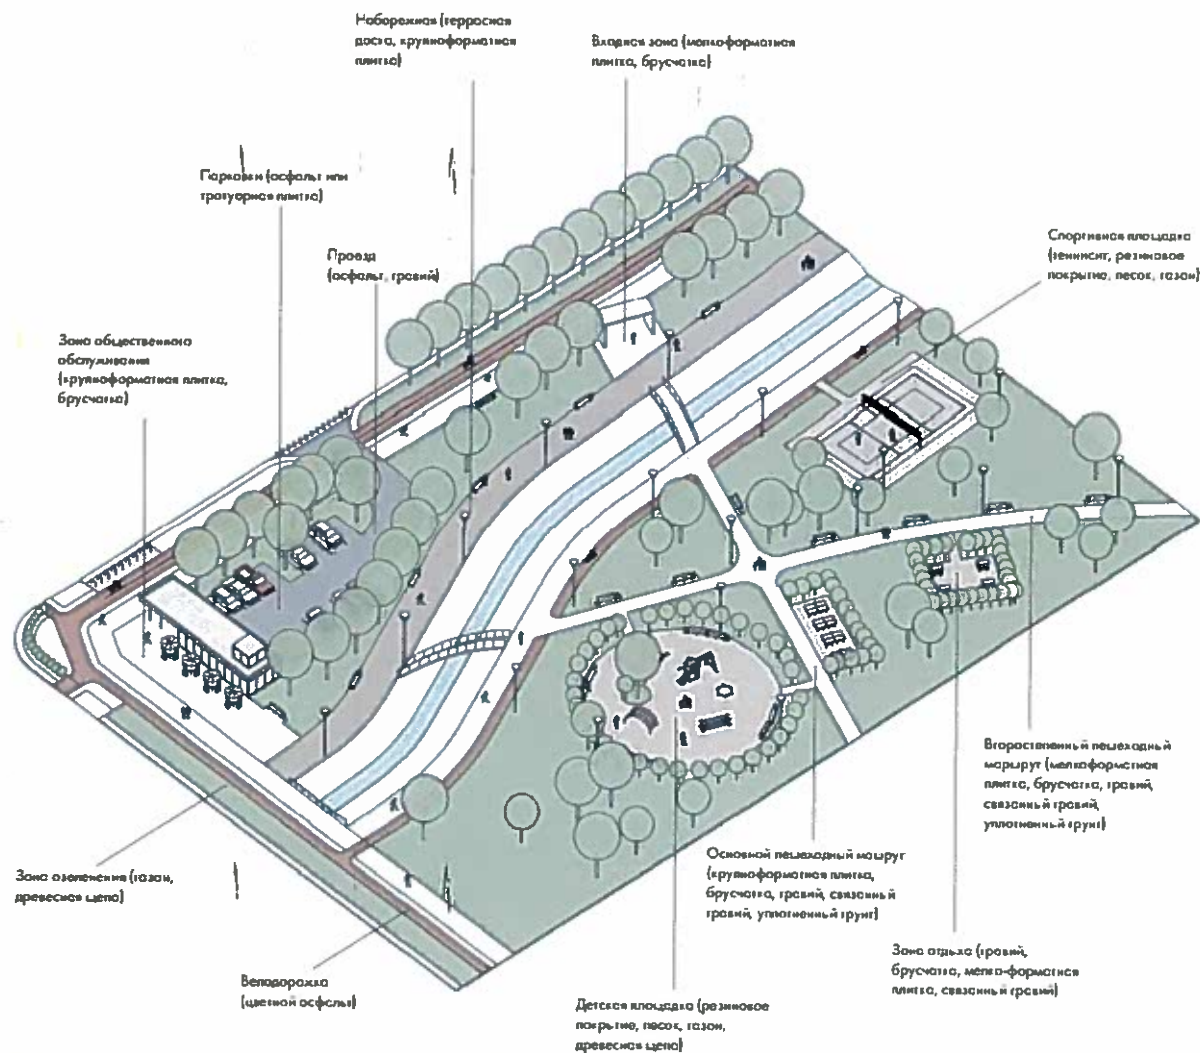 Набережная (террасная
доска, крупноформатная
плитка)
Входная зона (мелкоформатная
плитка, брусчатка)
Парковки (асфальт или
тротуарная плитка)
Проезд
(асфальт, гравий)
Спортивная площадка
(теннисит, резиновое
покрытие, песок, газон)
Зона общественного
обслуживания
(крупноформатная плитка,
брусчатка)
Второстепенный пешеходный
маршрут (мелкоформатная
плитка, брусчатка, гравий,
связанный гравий,
уплотненный грунт)
Основной пешеходный маршрут
(крупноформатная плитка,
брусчатка, гравий, связанный
гравий, уплотненный грунт)
Зона озеленения (газон,
древесная щепа)
Зона отдыха (гравий,
брусчатка, мелко-форматная
плитка, связанный гравий)
Велодорожка
(цветной асфальт)
Детская площадка (резиновое
покрытие, песок, газон,
древесная щепа)